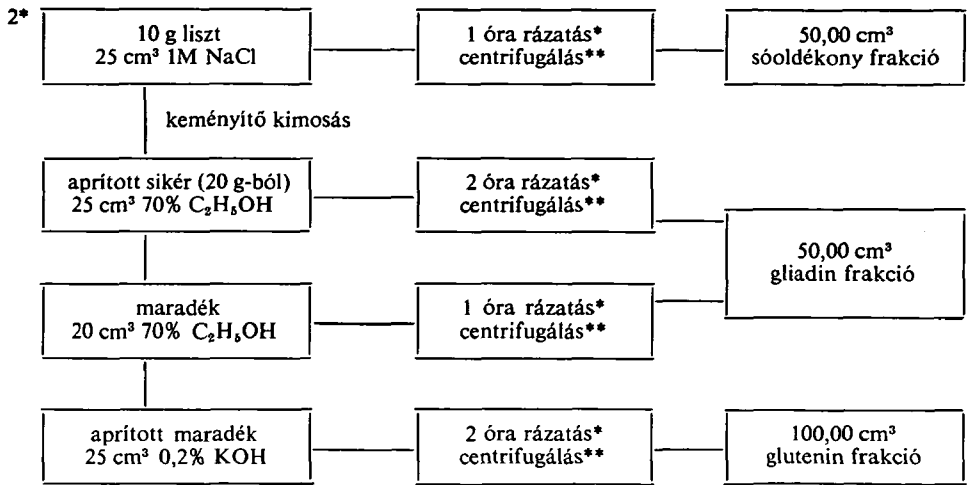 2*
10 g liszt
25 cm³ 1M NaCl
1 óra rázatás*
centrifugálás**
50,00 cm³
sóoldékony frakció
keményítő kimosás
aprított sikér (20 g-ból)
25 cm³ 70% C₂H₅OH
2 óra rázatás*
centrifugálás**
50,00 cm³
gliadin frakció
maradék
20 cm³ 70% C₂H₅OH
1 óra rázatás*
centrifugálás**
aprított maradék
25 cm³ 0,2% KOH
2 óra rázatás*
centrifugálás**
100,00 cm³
glutenin frakció